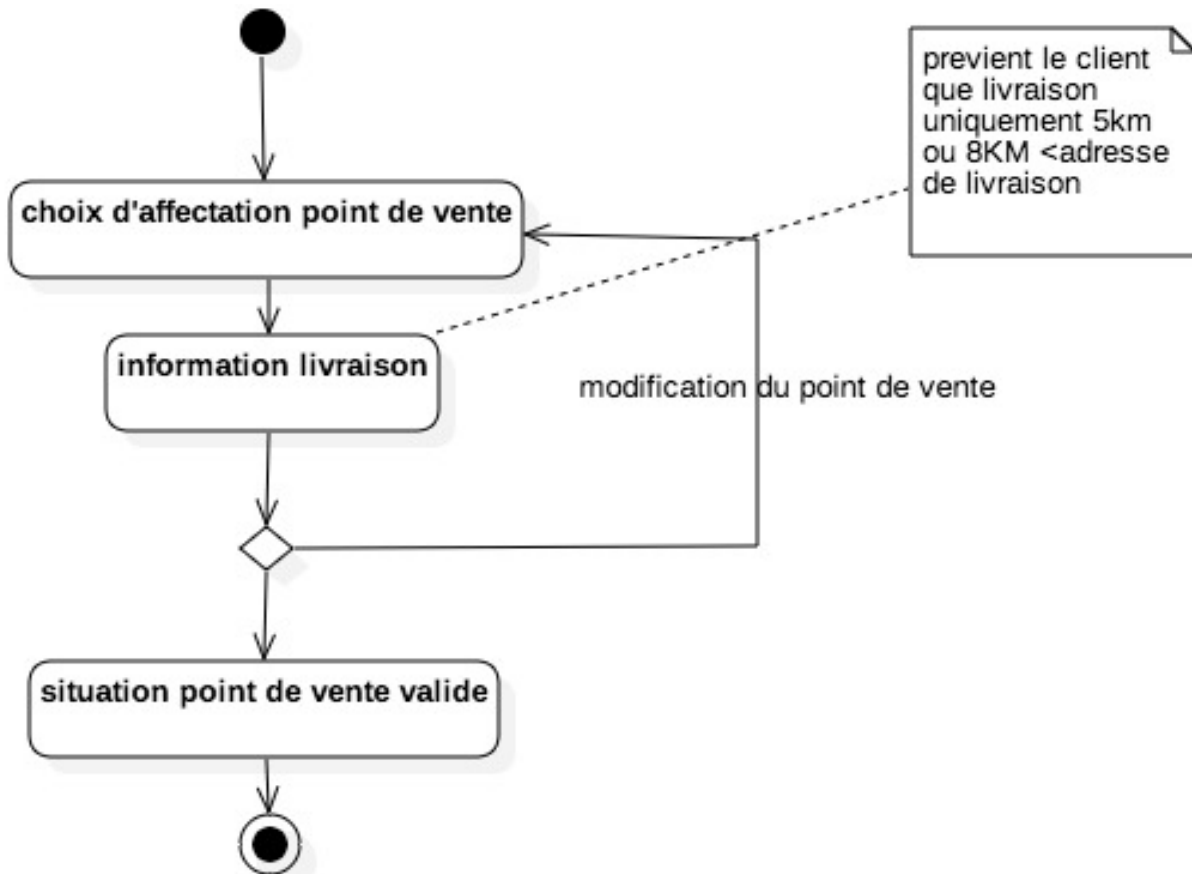 previent le client
que livraison
uniquement 5km
ou 8KM <adresse
de livraison
choix d'affectation point de vente
information livraison
modification du point de vente
situation point de vente valide